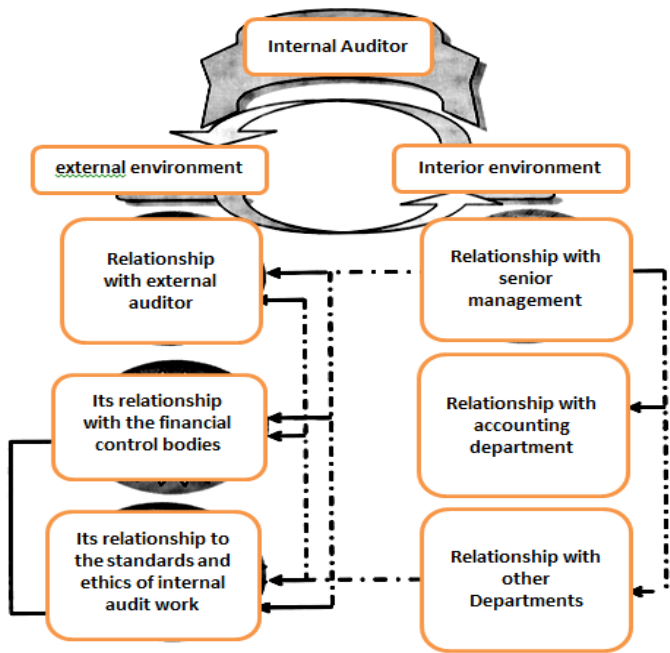 Internal Auditor
external environment
Interior environment
Relationship
with external
auditor
Relationship with
senior
management
Its relationship
with the financial
control bodies
Relationship with
accounting
department
Its relationship to
the standards and
ethics of internal
audit work
Relationship with
other
Departments